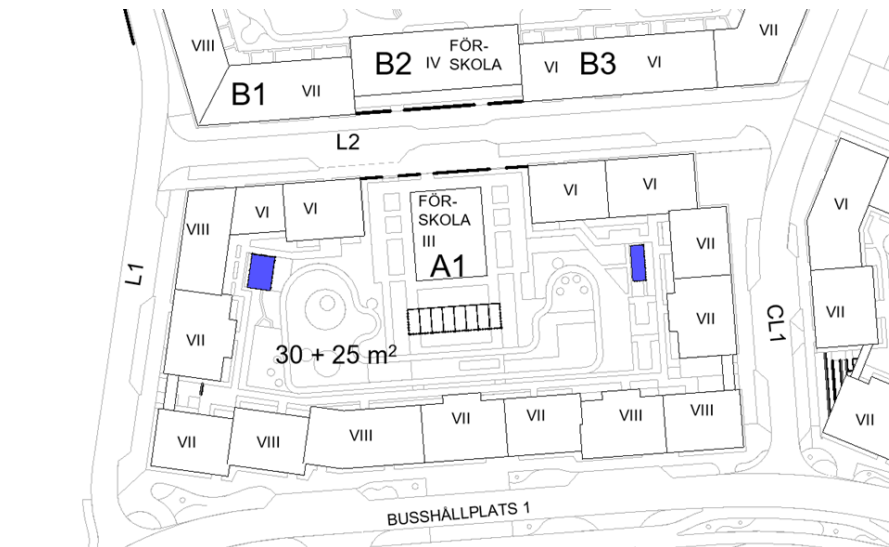 VII
VIII
FÖR-
B2 IV SKOLA
VI B3 VI
B1 VII
L2
VI
VI
VI
VI
FÖR-
SKOLA
VI
VIII
III
VII
A1
L1
VII
VII
CL1
VII
30 + 25 m²
VII
VII
VIII
VIII
VII
VIII
VIII
VII
VII
BUSSHÅLLPLATS 1